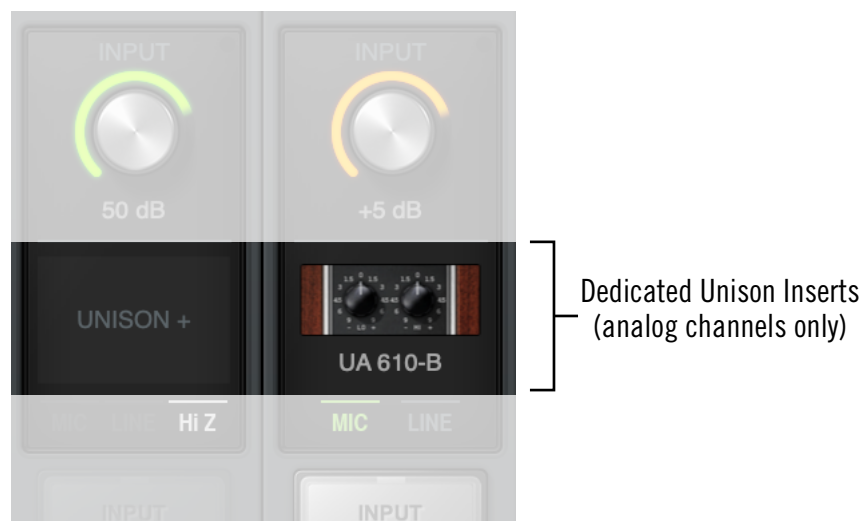 INPUT INPUT
50 dB +5 dB
UNISON +
UA 610-B
MIC LINE Hi Z MIC LINE
INPUT INPUT
Dedicated Unison Inserts
(analog channels only)